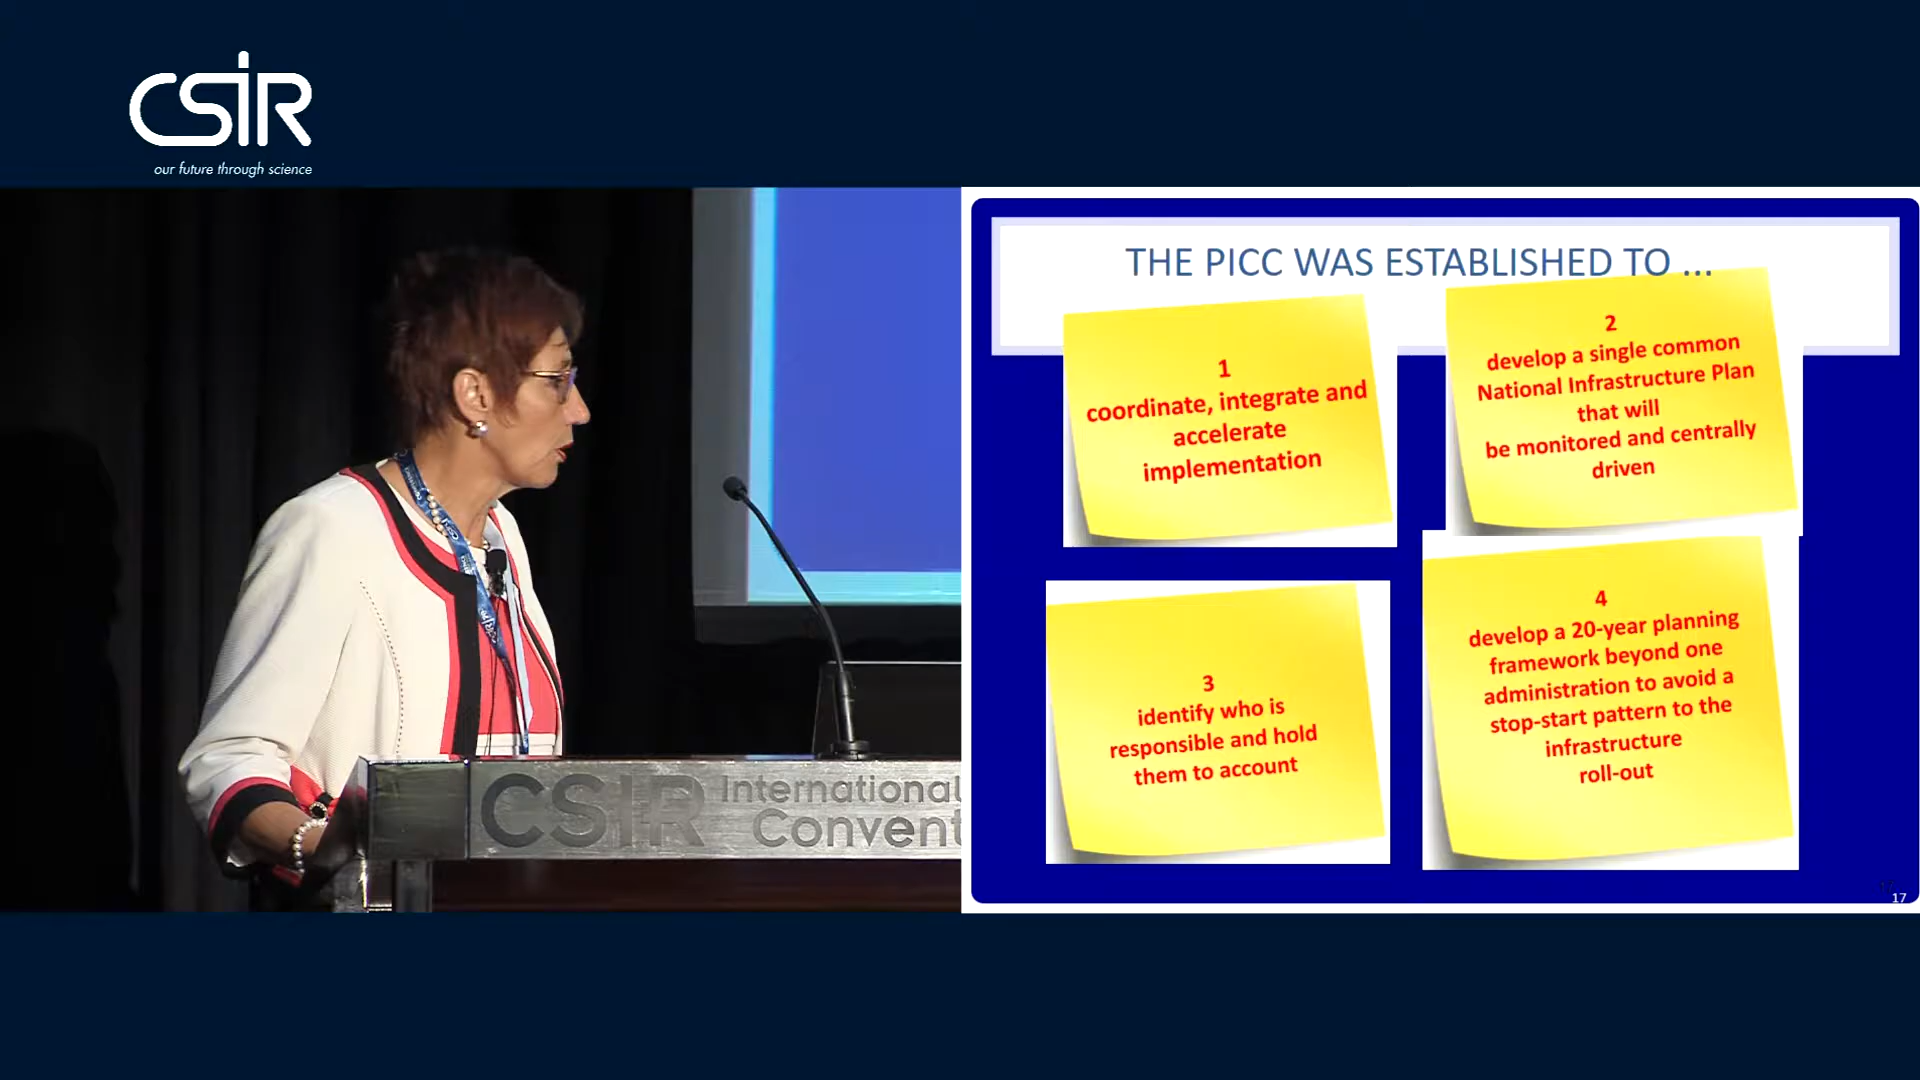 CSIR
our future through science
CSIR International
Convent
THE PICC WAS ESTABLISHED TO ...
1
coordinate, integrate and
accelerate
implementation
2
develop a single common
National Infrastructure Plan
that will
be monitored and centrally
driven
3
identify who is
responsible and hold
them to account
4
develop a 20-year planning
framework beyond one
administration to avoid a
stop-start pattern to the
infrastructure
roll-out
17